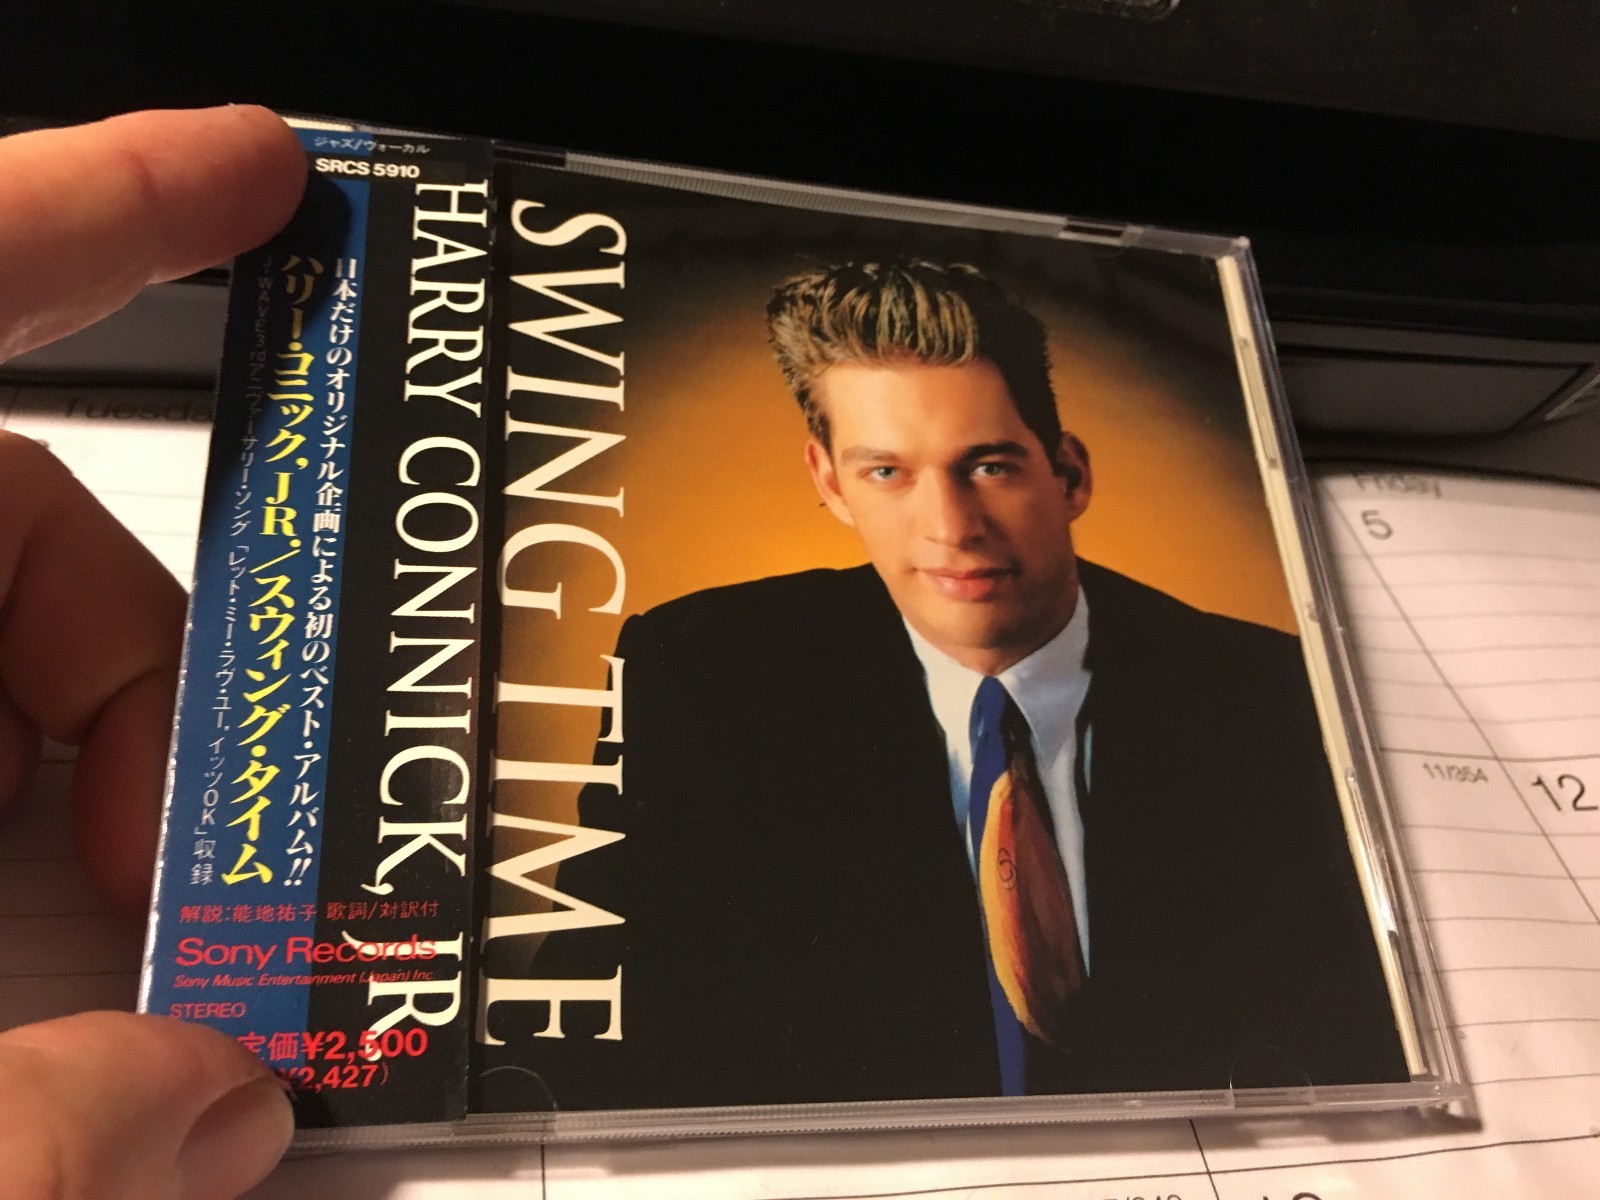 ジャズ/ヴォーカル
SRCS 5910
日本だけのオリジナル企画による初のベスト・アルバム!!
ハリー・コニック,JR./スウィング・タイム
J-WAVE3rdアニヴァーサリー・ソング「レット・ミー・ラヴ・ユー,イッツOK」収録
解説:能地祐子 歌詞/対訳付
Sony Records
Sony Music Entertainment (Japan) Inc.
STEREO
定価¥2,500
¥2,427)
HARRY CONNICK, JR.
SWING TIME
Tuesda
Friday
5
11/354
12